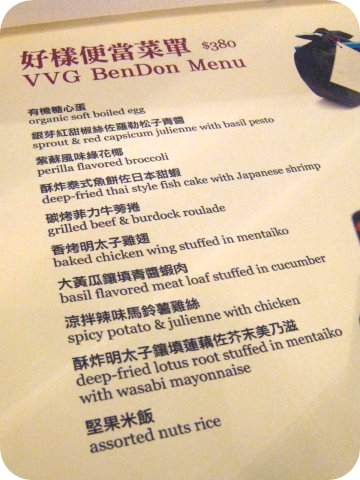 好樣便當菜單 $380
VVG BenDon Menu
有機糖心蛋
organic soft boiled egg
銀芽紅甜椒絲佐羅勒松子青醬
sprout & red capsicum julienne with basil pesto
紫蘇風味綠花椰
perilla flavored broccoli
酥炸泰式魚餅佐日本甜蝦
deep-fried thai style fish cake with Japanese shrimp
碳烤菲力牛蒡捲
grilled beef & burdock roulade
香烤明太子雞翅
baked chicken wing stuffed in mentaiko
大黃瓜鑲填青醬蝦肉
basil flavored meat loaf stuffed in cucumber
涼拌辣味馬鈴薯雞絲
spicy potato & julienne with chicken
酥炸明太子鑲填蓮藕佐芥末美乃滋
deep-fried lotus root stuffed in mentaiko
with wasabi mayonnaise
堅果米飯
assorted nuts rice